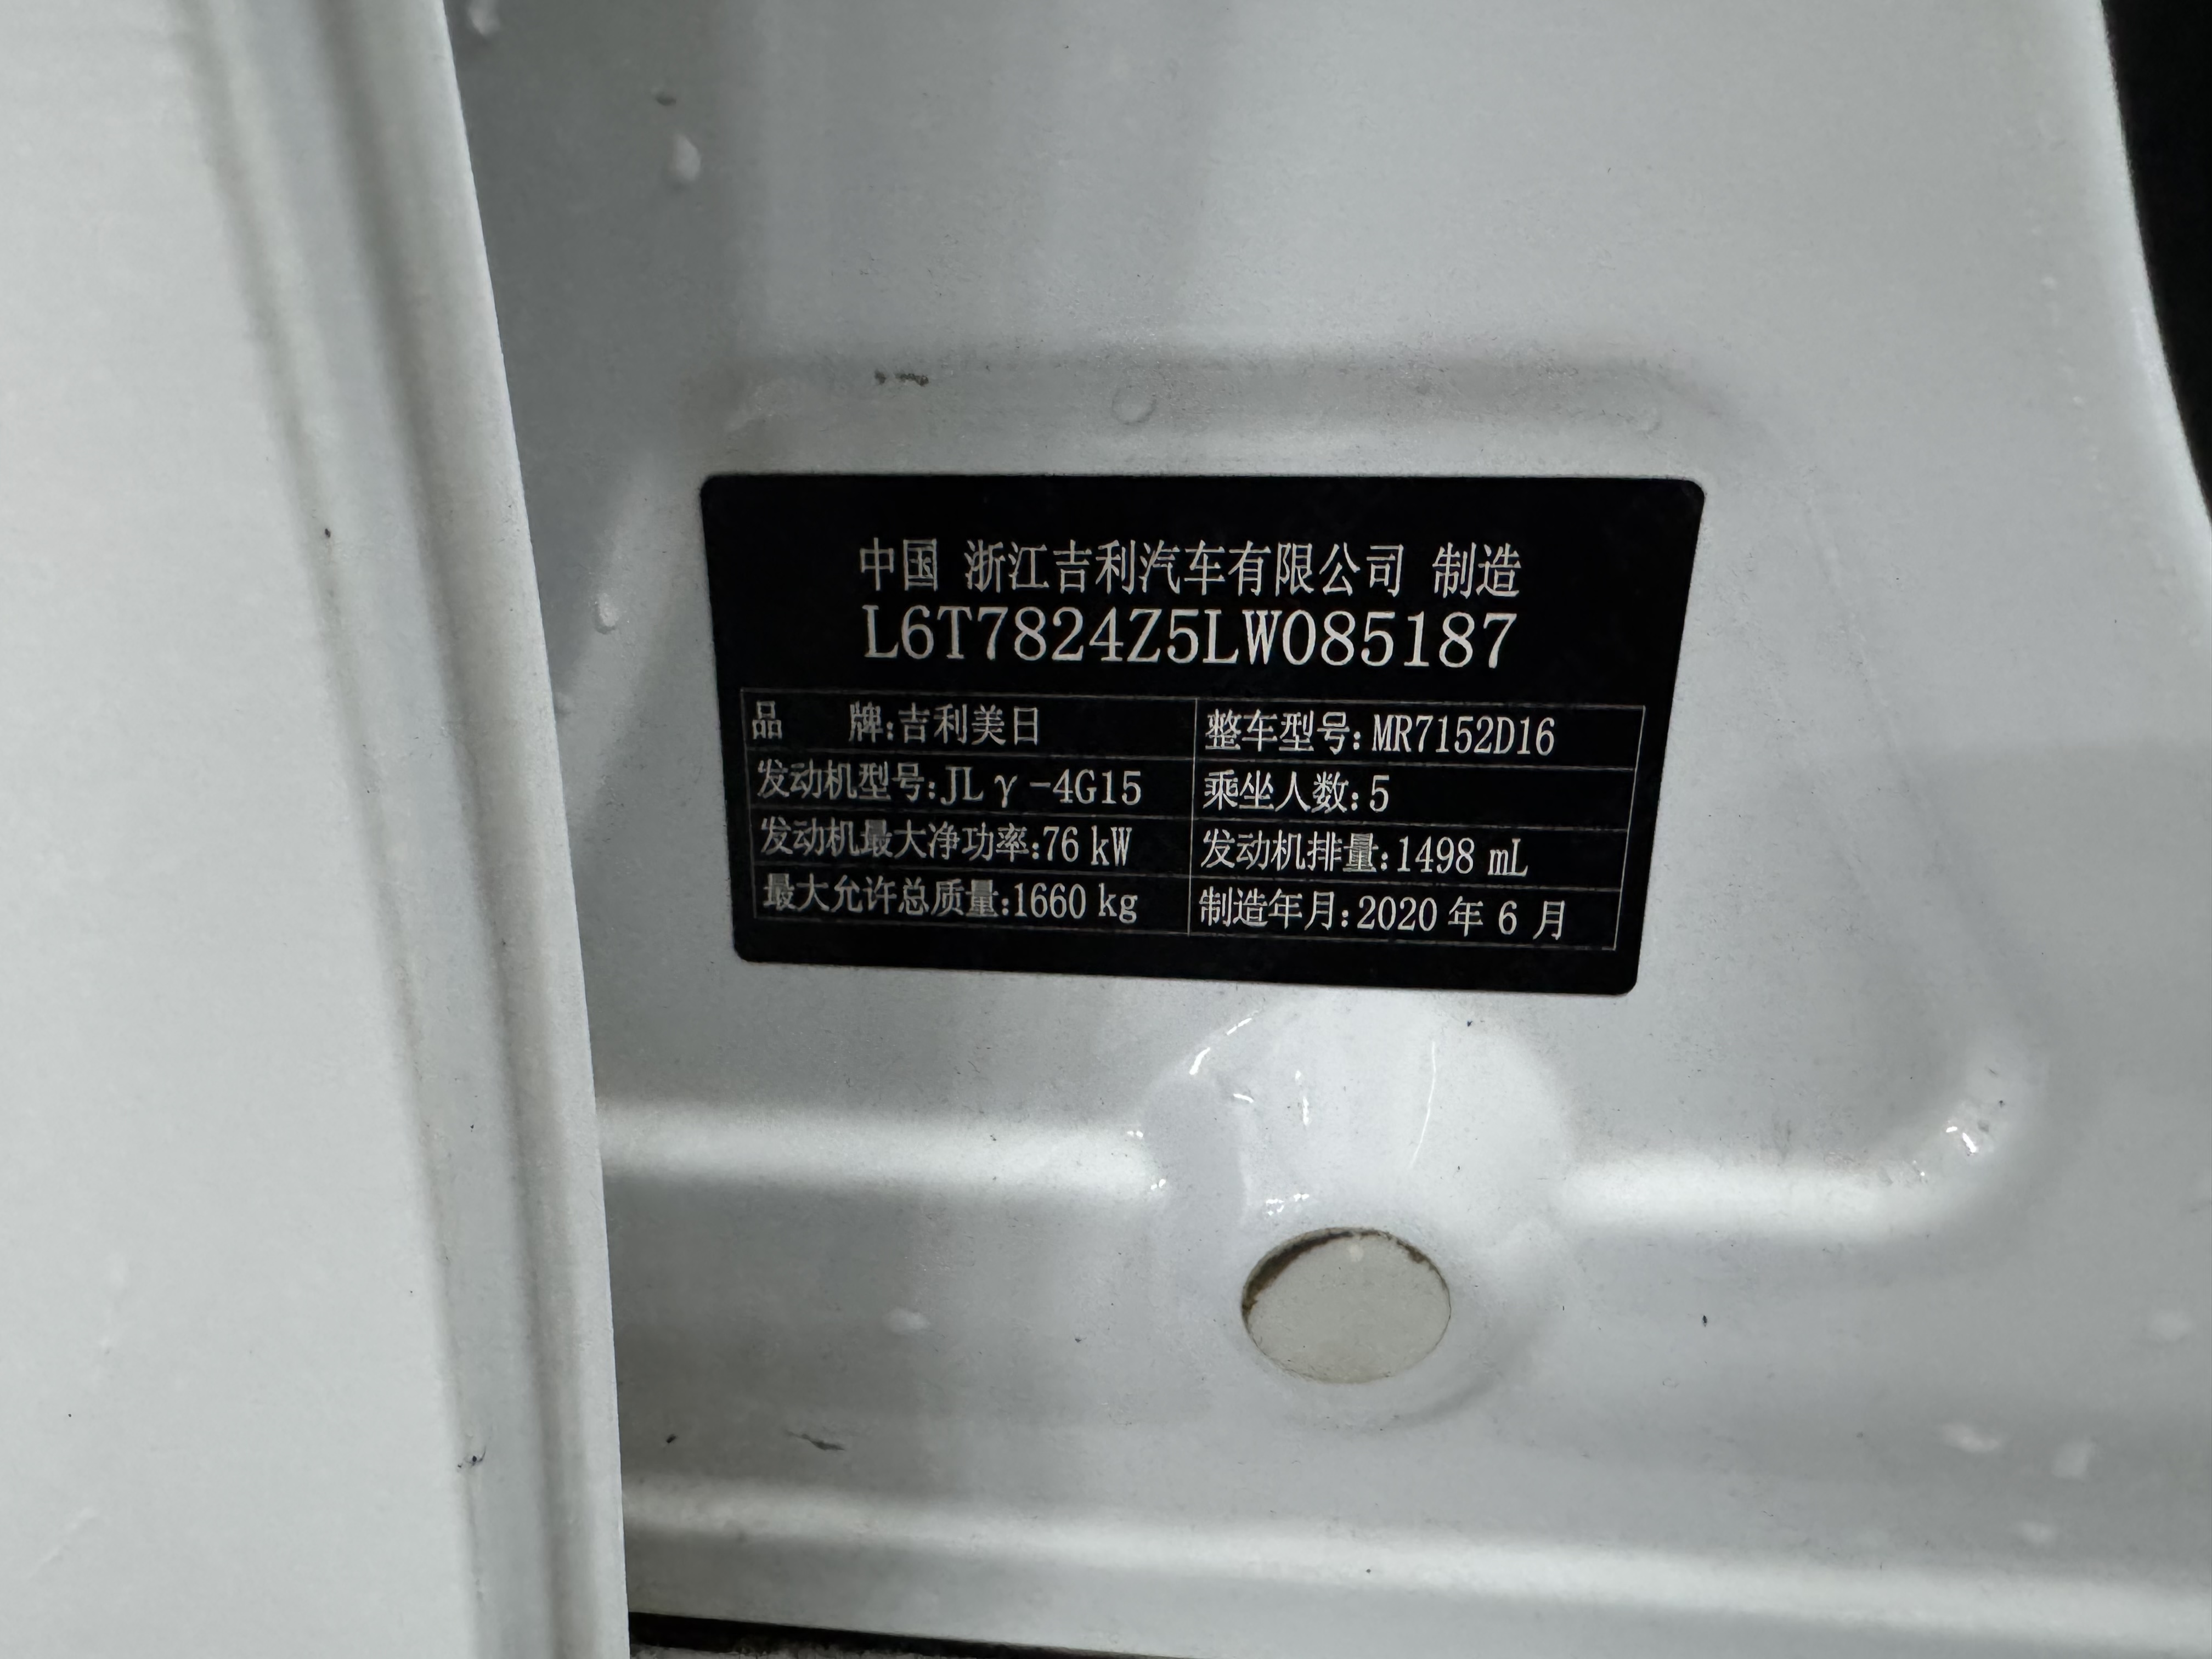 中国 浙江吉利汽车有限公司 制造
L6T7824Z5LW085187
品 牌:吉利美日 整车型号:MR7152D16
发动机型号:JLγ-4G15 乘坐人数:5
发动机最大净功率:76 kW 发动机排量:1498 mL
最大允许总质量:1660 kg 制造年月:2020 年 6 月